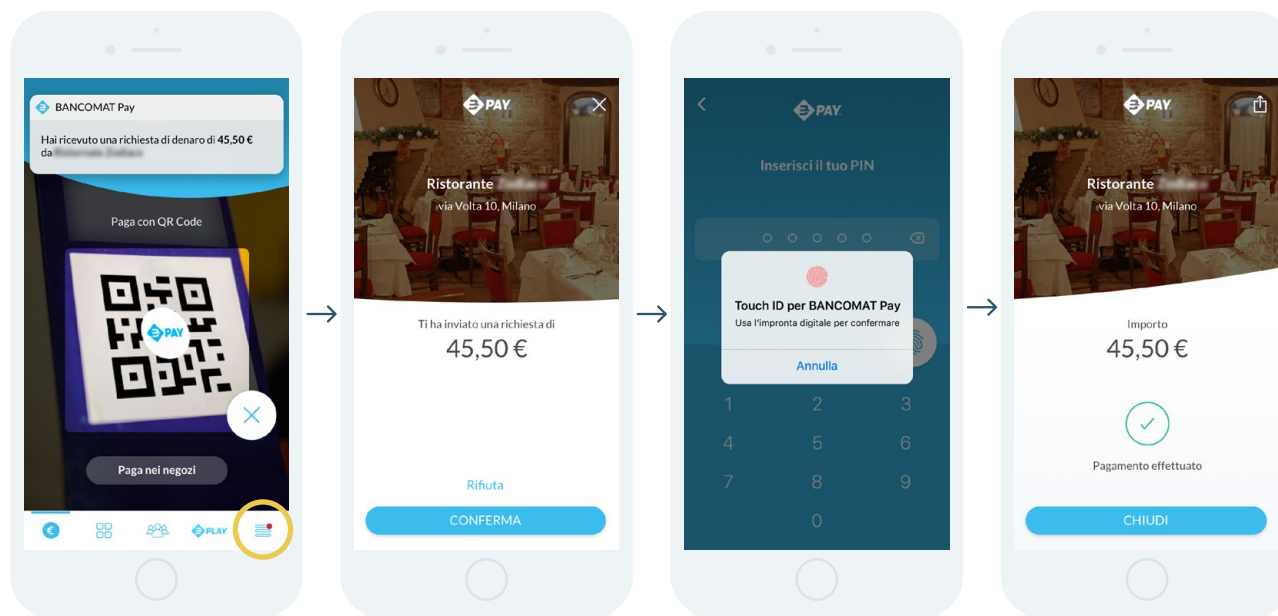 BANCOMAT Pay
Hai ricevuto una richiesta di denaro di 45,50 €
da
Paga con QR Code
PAY
Paga nei negozi
€
PLAY
PAY
Ristorante
via Volta 10, Milano
Ti ha inviato una richiesta di
45,50 €
Rifiuta
CONFERMA
PAY
Inserisci il tuo PIN
Touch ID per BANCOMAT Pay
Usa l'impronta digitale per confermare
Annulla
1 2 3
4 5 6
7 8 9
0
PAY
Ristorante
via Volta 10, Milano
Importo
45,50 €
Pagamento effettuato
CHIUDI